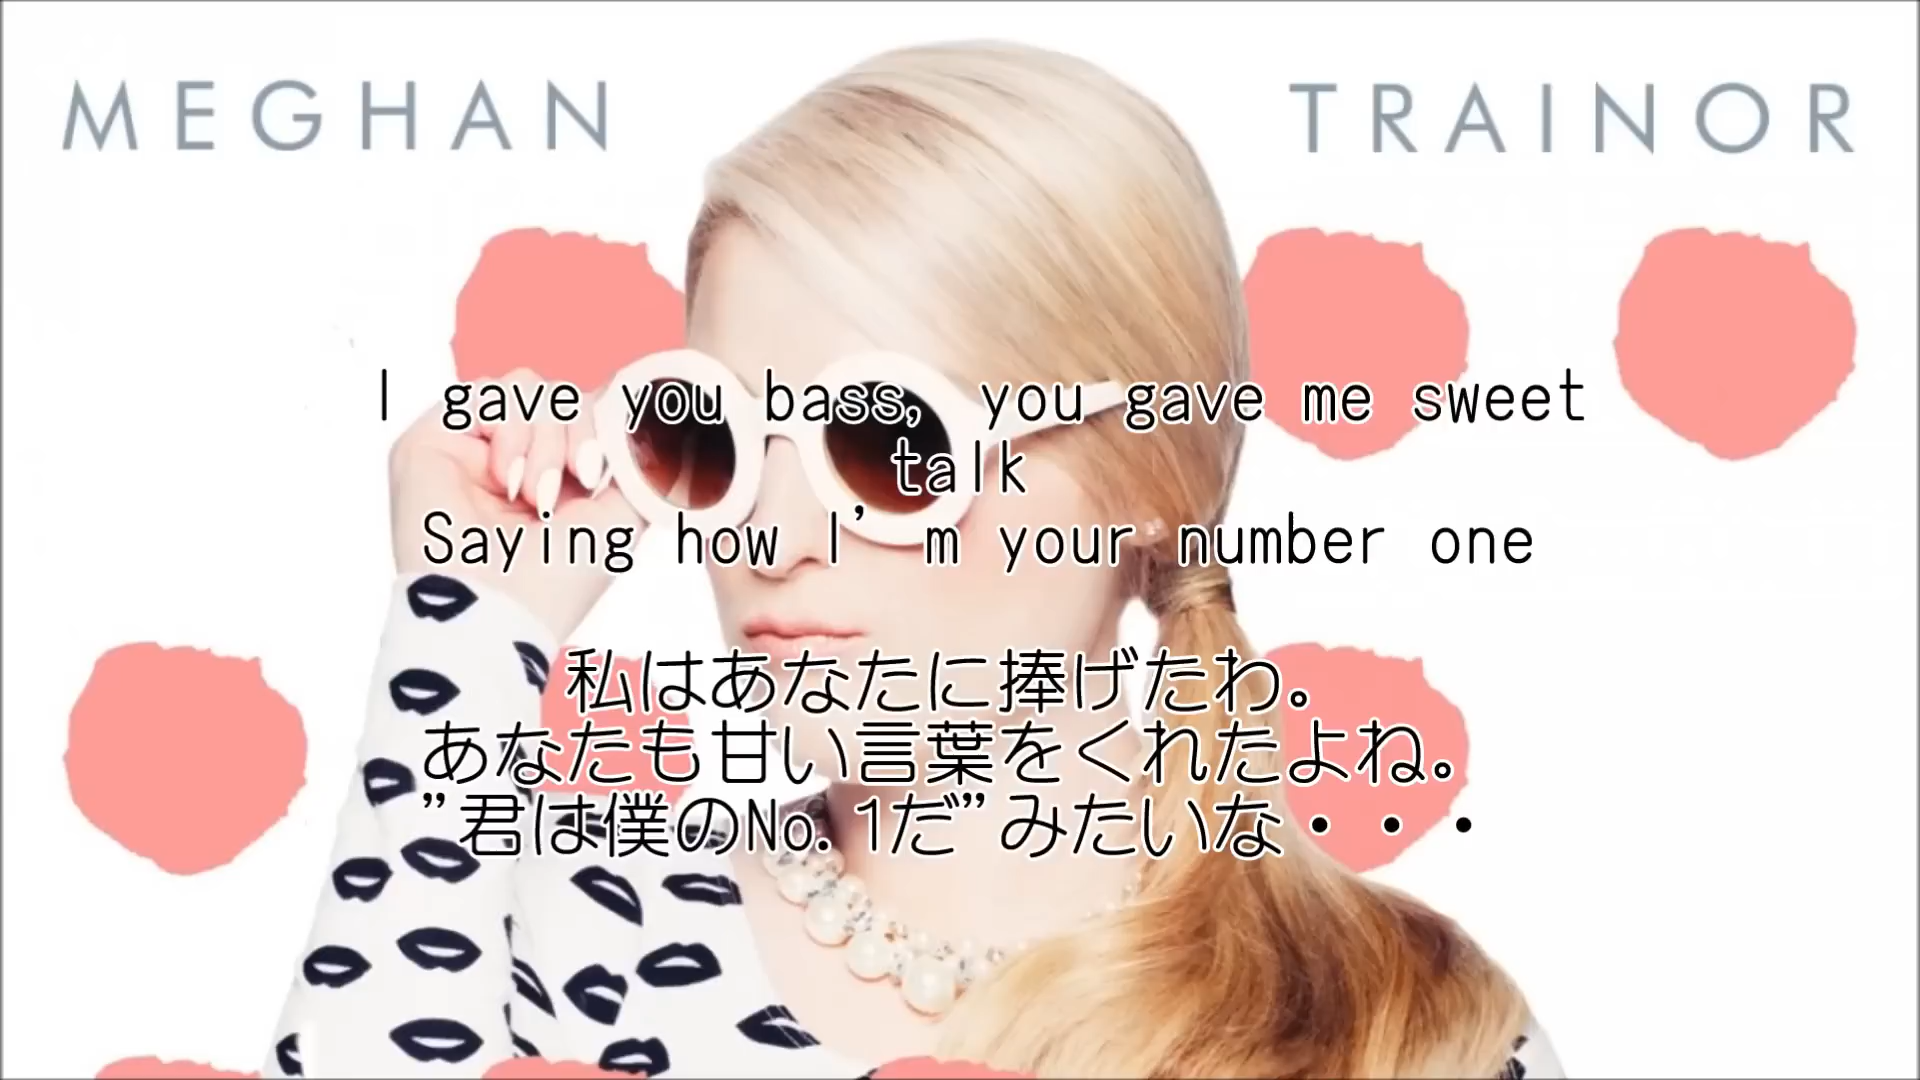 MEGHAN TRAINOR
I gave you bass, you gave me sweet
talk
Saying how I'm your number one
私はあなたに捧げたわ。
あなたも甘い言葉をくれたよね。
"君は僕のNo.1だ"みたいな・・・